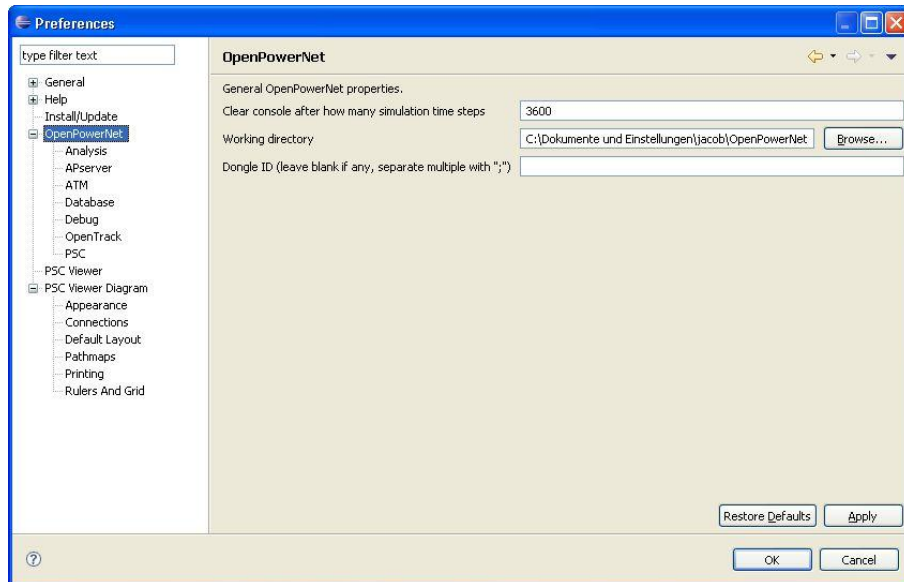 Preferences
type filter text
OpenPowerNet
General
Help
Install/Update
OpenPowerNet
Analysis
APserver
ATM
Database
Debug
OpenTrack
PSC
PSC Viewer
PSC Viewer Diagram
Appearance
Connections
Default Layout
Pathmaps
Printing
Rulers And Grid
General OpenPowerNet properties.
Clear console after how many simulation time steps 3600
Working directory C:\Dokumente und Einstellungen\jacob\OpenPowerNet Browse...
Dongle ID (leave blank if any, separate multiple with ";")
Restore Defaults Apply
? OK Cancel